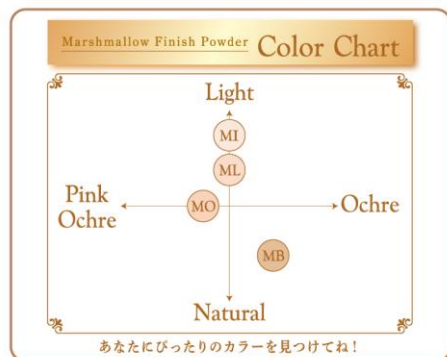 Marshmallow Finish Powder Color Chart
Light
MI
ML
Pink
Ochre
MO
Ochre
MB
Natural
あなたにぴったりのカラーを見つけてね！